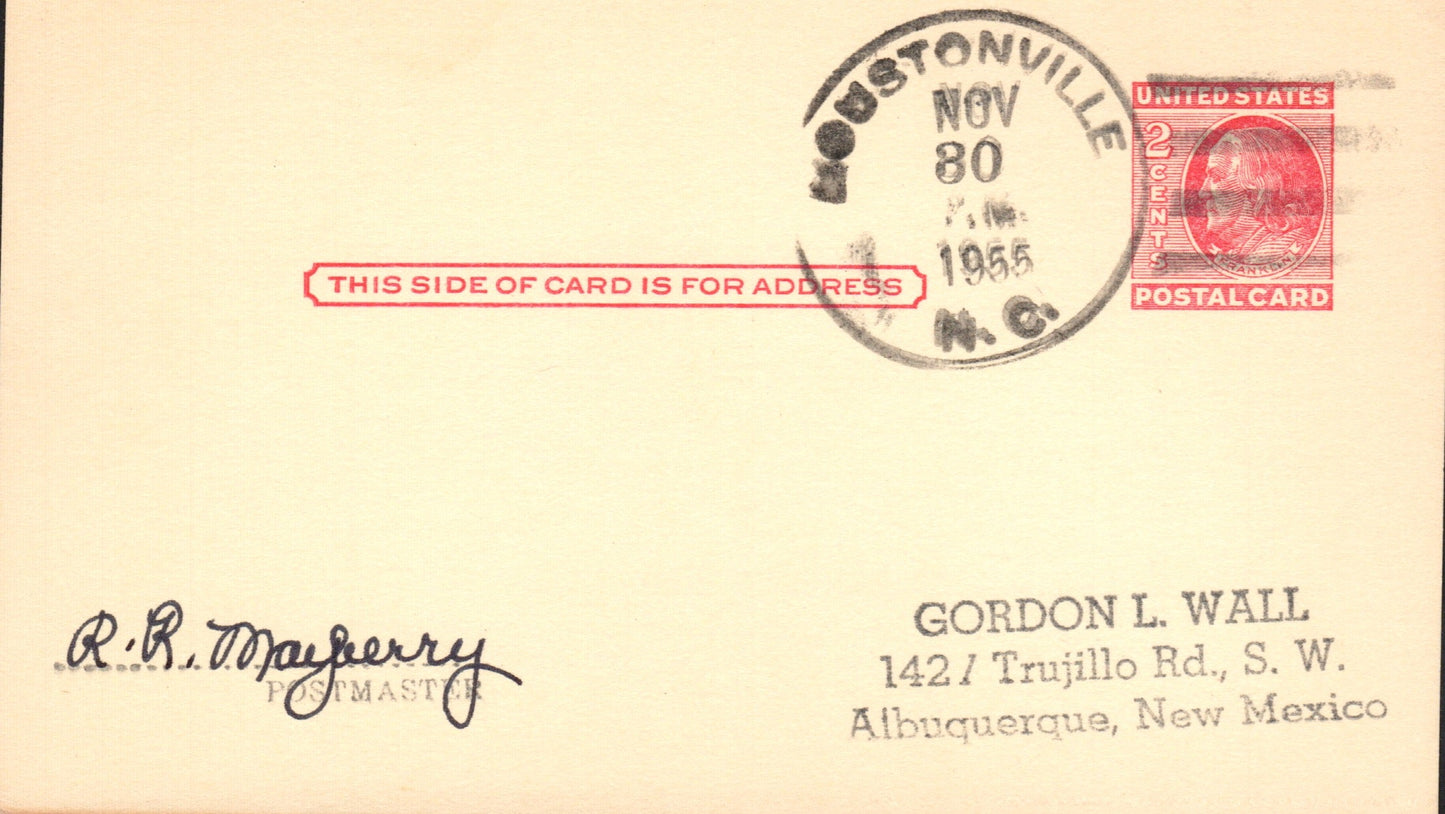 HOUSTONVILLE
NOV
30
P.M.
1955
N. C.
UNITED STATES
2 CENTS
FRANKLIN
POSTAL CARD
THIS SIDE OF CARD IS FOR ADDRESS
R. R. Mayberry
POSTMASTER
GORDON L. WALL
1421 Trujillo Rd., S. W.
Albuquerque, New Mexico